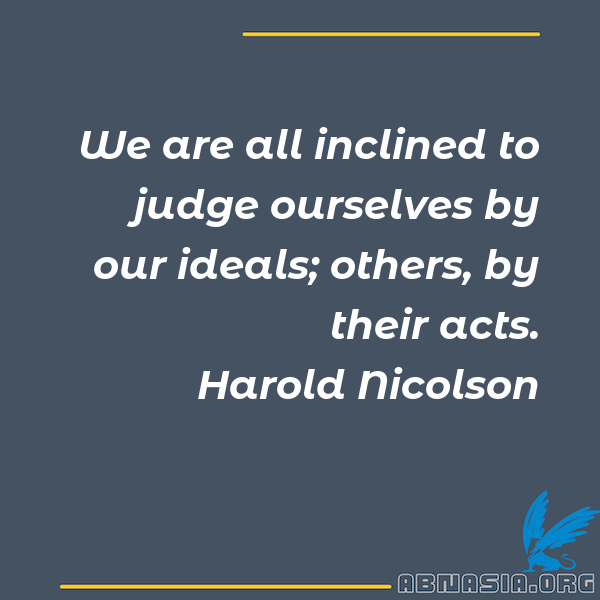 We are all inclined to
judge ourselves by
our ideals; others, by
their acts.
Harold Nicolson
ABNASIA.ORG